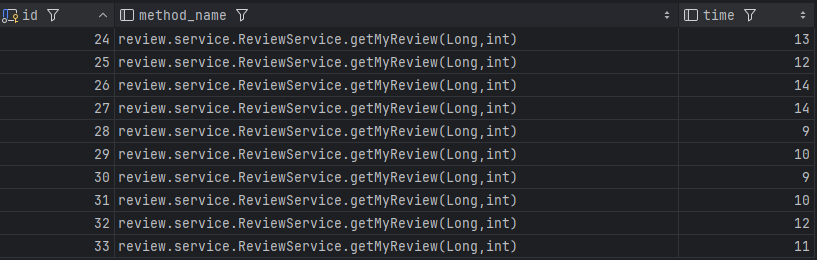 id method_name time
24 review.service.ReviewService.getMyReview(Long,int) 13
25 review.service.ReviewService.getMyReview(Long,int) 12
26 review.service.ReviewService.getMyReview(Long,int) 14
27 review.service.ReviewService.getMyReview(Long,int) 14
28 review.service.ReviewService.getMyReview(Long,int) 9
29 review.service.ReviewService.getMyReview(Long,int) 10
30 review.service.ReviewService.getMyReview(Long,int) 9
31 review.service.ReviewService.getMyReview(Long,int) 10
32 review.service.ReviewService.getMyReview(Long,int) 12
33 review.service.ReviewService.getMyReview(Long,int) 11